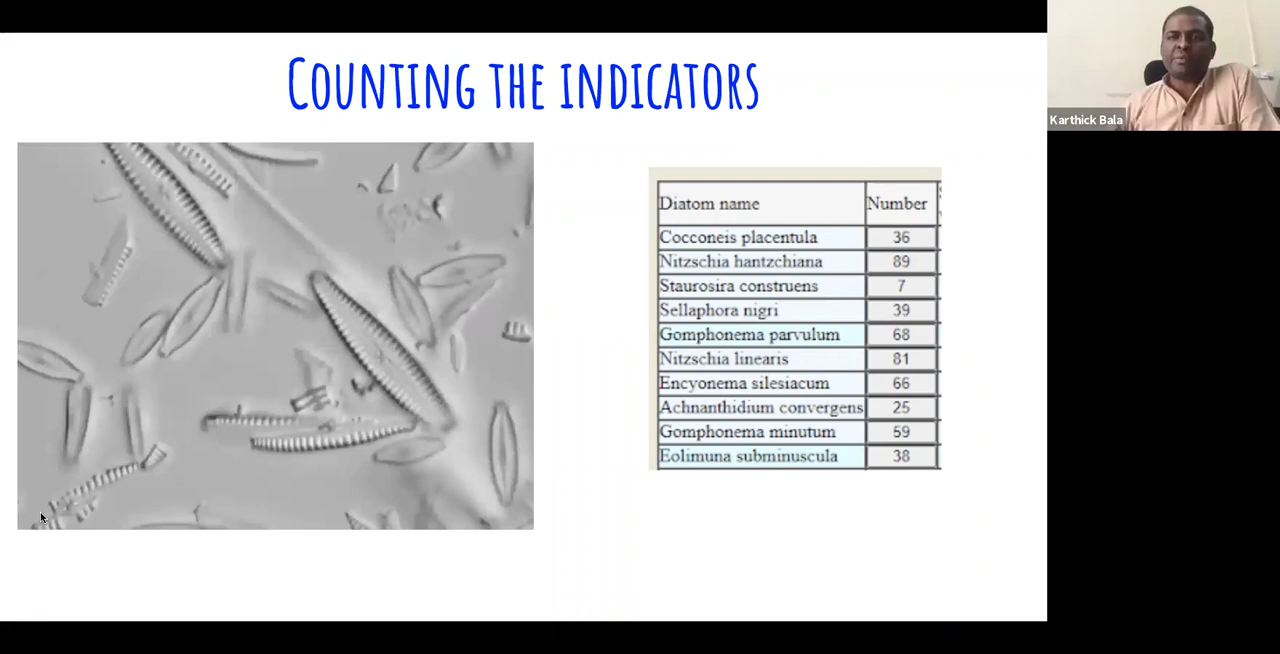 COUNTING THE INDICATORS
Karthick Bala
Diatom name Number
Cocconeis placentula 36
Nitzschia hantzchiana 89
Staurosira construens 7
Sellaphora nigri 39
Gomphonema parvulum 68
Nitzschia linearis 81
Encyonema silesiacum 66
Achnanthidium convergens 25
Gomphonema minutum 59
Eolimuna subminuscula 38